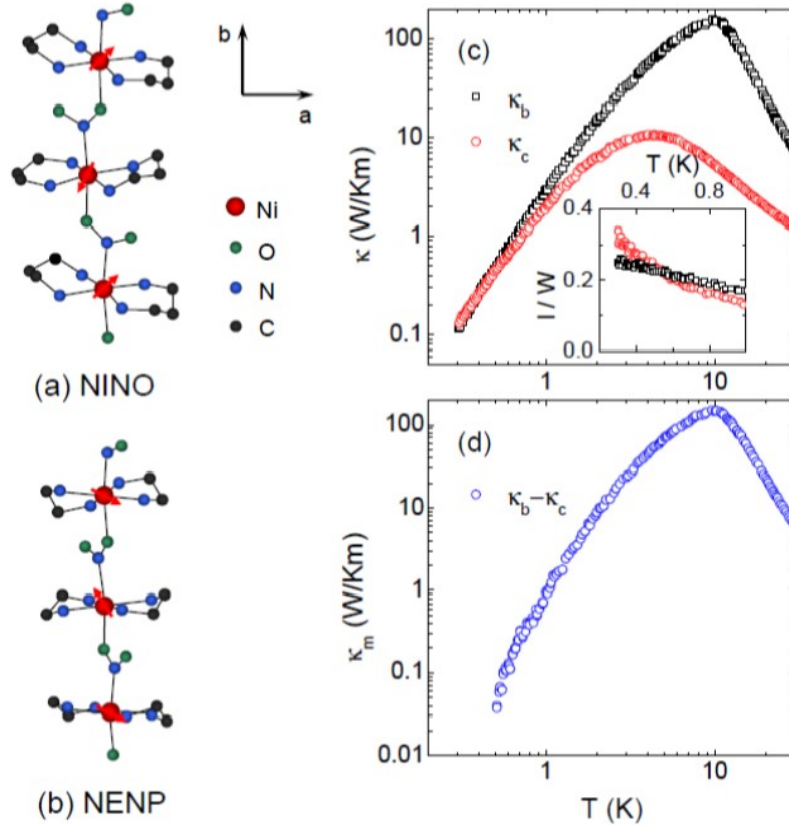 b
a
Ni
O
N
C
(a) NINO
(b) NENP
(c)
κb
κc
κ (W/Km)
100
10
1
0.1
T (K)
0.4 0.8
l / W
0.4
0.2
0.0
1 10
(d)
κb−κc
κm (W/Km)
100
10
1
0.1
0.01
1 10
T (K)